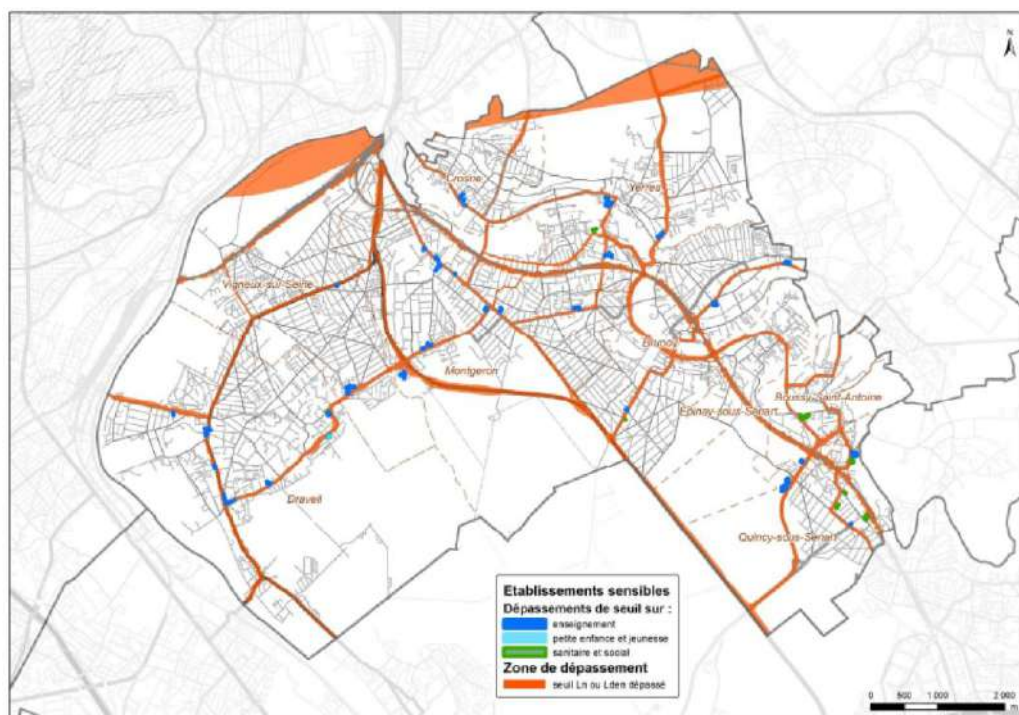 N
Crosne
Yerres
Vigneux-sur-Seine
Brunoy
Montgeron
Boussy-Saint-Antoine
Epinay-sous-Sénart
Draveil
Quincy-sous-Sénart
Etablissements sensibles
Dépassements de seuil sur :
enseignement
petite enfance et jeunesse
sanitaire et social
Zone de dépassement
seuil Ln ou Lden dépassé
0 500 1 000 2 000
m